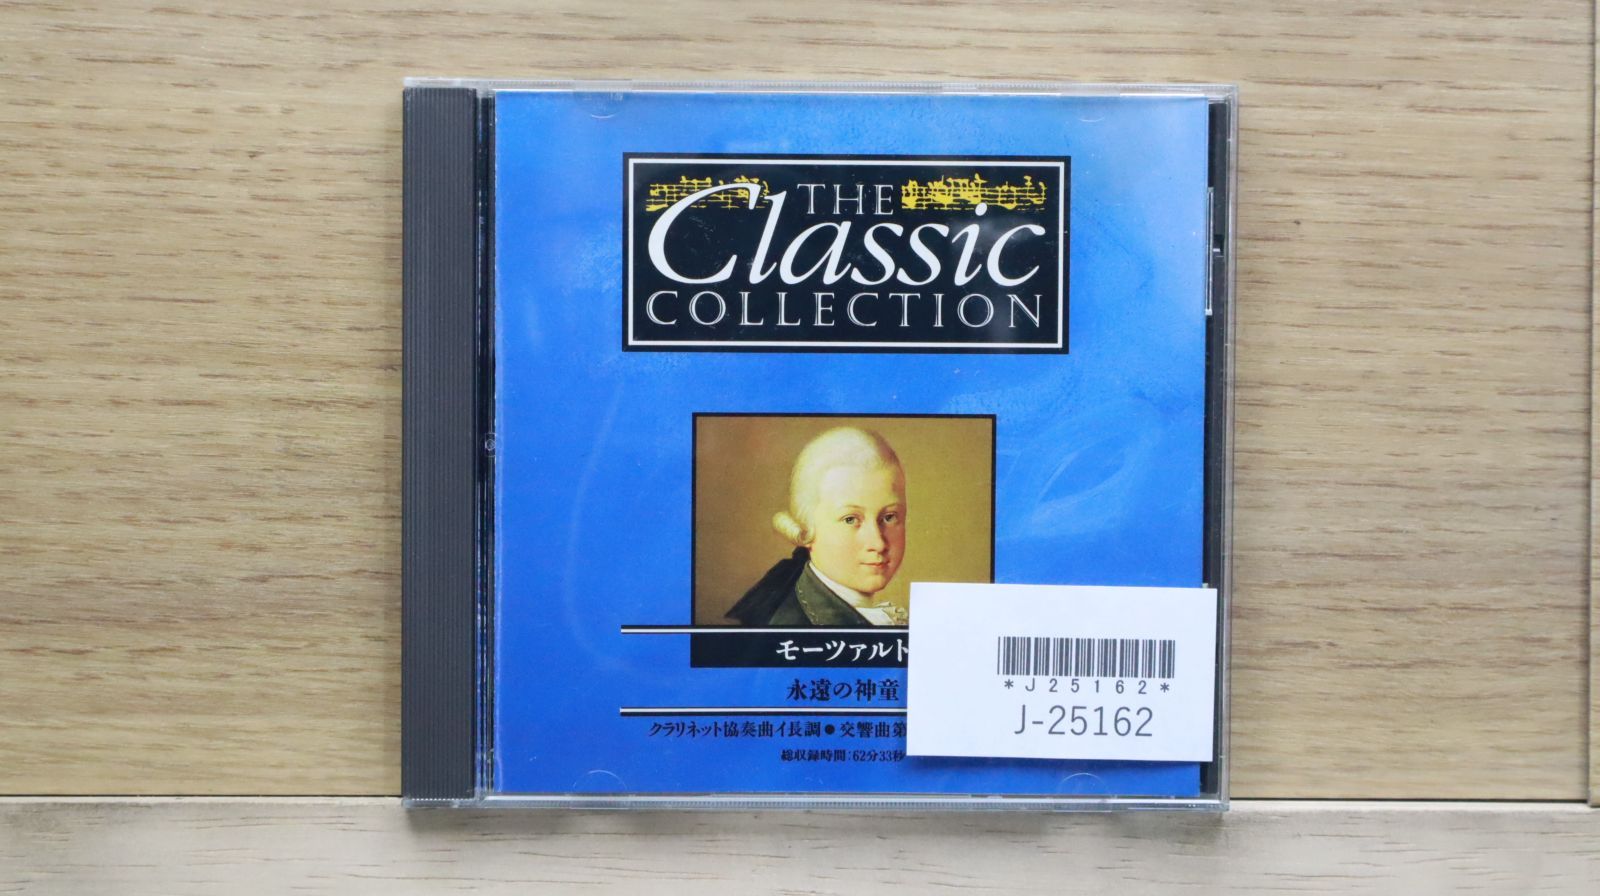 THE
Classic
COLLECTION
モーツァルト
永遠の神童
クラリネット協奏曲イ長調●交響曲第
総収録時間:62分33秒
*J25162*
J-25162